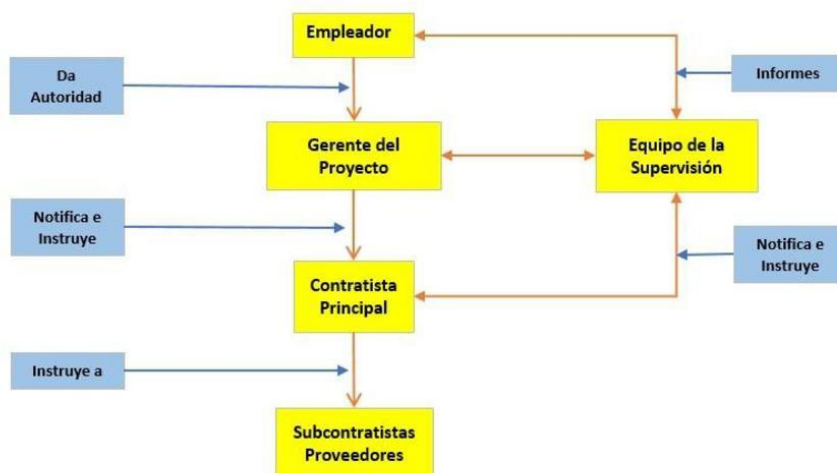 Empleador
Da
Autoridad
Informes
Gerente del
Proyecto
Equipo de la
Supervisión
Notifica e
Instruye
Notifica e
Instruye
Contratista
Principal
Instruye a
Subcontratistas
Proveedores